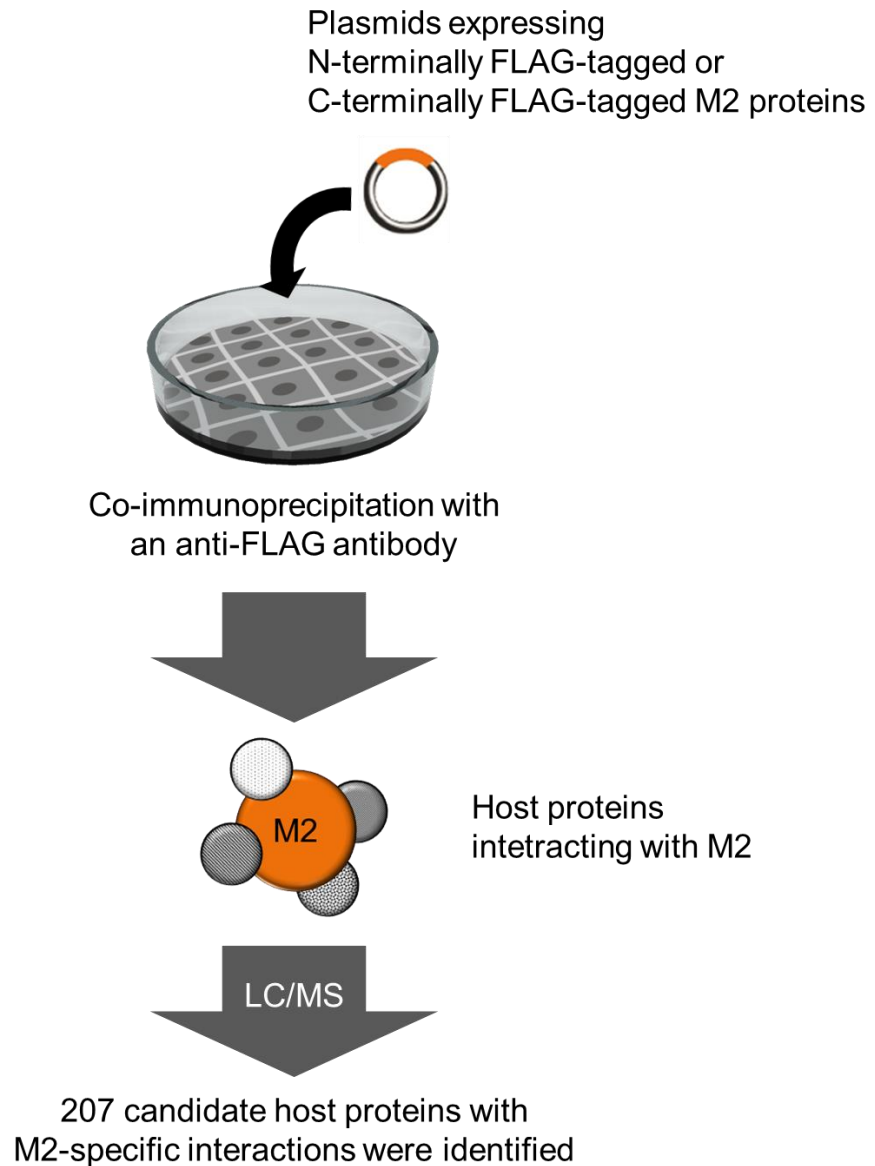 Plasmids expressing
N-terminally FLAG-tagged or
C-terminally FLAG-tagged M2 proteins
Co-immunoprecipitation with
an anti-FLAG antibody
M2
Host proteins
intetracting with M2
LC/MS
207 candidate host proteins with
M2-specific interactions were identified